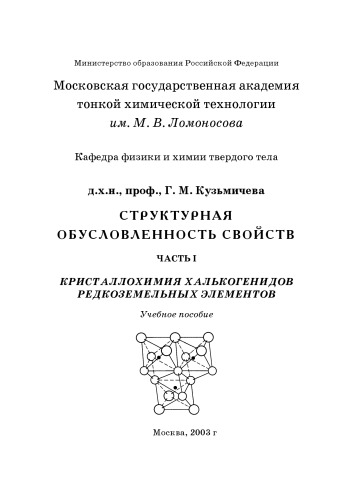 Министерство образования Российской Федерации
Московская государственная академия
тонкой химической технологии
им. М. В. Ломоносова
Кафедра физики и химии твердого тела
д.х.н., проф., Г. М. Кузьмичева
СТРУКТУРНАЯ
ОБУСЛОВЛЕННОСТЬ СВОЙСТВ
ЧАСТЬ I
КРИСТАЛЛОХИМИЯ ХАЛЬКОГЕНИДОВ
РЕДКОЗЕМЕЛЬНЫХ ЭЛЕМЕНТОВ
Учебное пособие
Москва, 2003 г